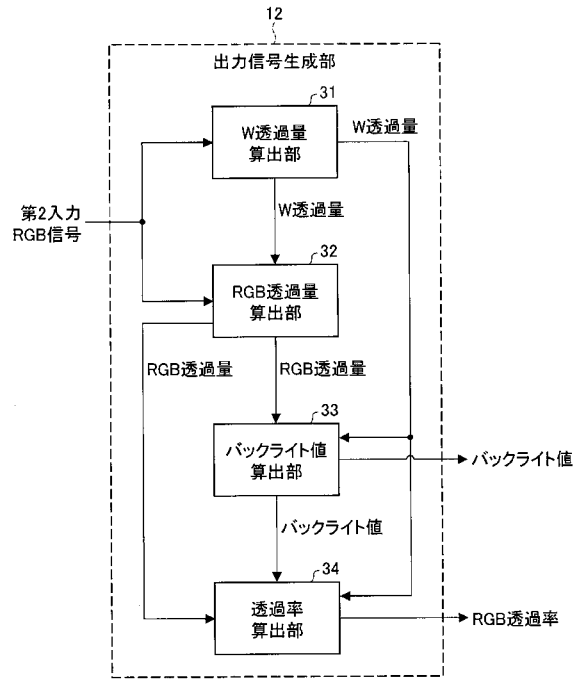 12
出力信号生成部
31
W透過量
算出部
W透過量
W透過量
第2入力
RGB信号
32
RGB透過量
算出部
RGB透過量
RGB透過量
33
バックライト値
算出部
バックライト値
バックライト値
34
透過率
算出部
RGB透過率